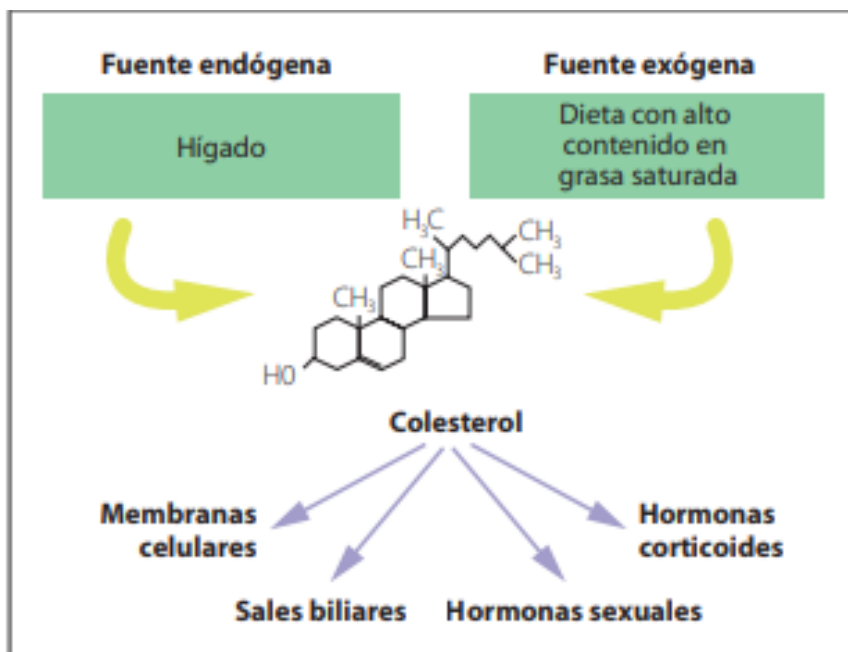 Fuente endógena
Fuente exógena
Hígado
Dieta con alto
contenido en
grasa saturada
H₃C
CH₃
CH₃
CH₃
CH₃
HO
Colesterol
Membranas
celulares
Hormonas
corticoides
Sales biliares
Hormonas sexuales